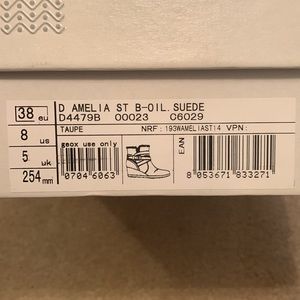 38 eu
D AMELIA ST B-OIL.SUEDE
D4479B 00023 C6029
8 us
TAUPE NRF: 193WAMELIAST14 VPN:
geox use only
5 uk
EAN
254 mm
0704 6063
8 053671 833271